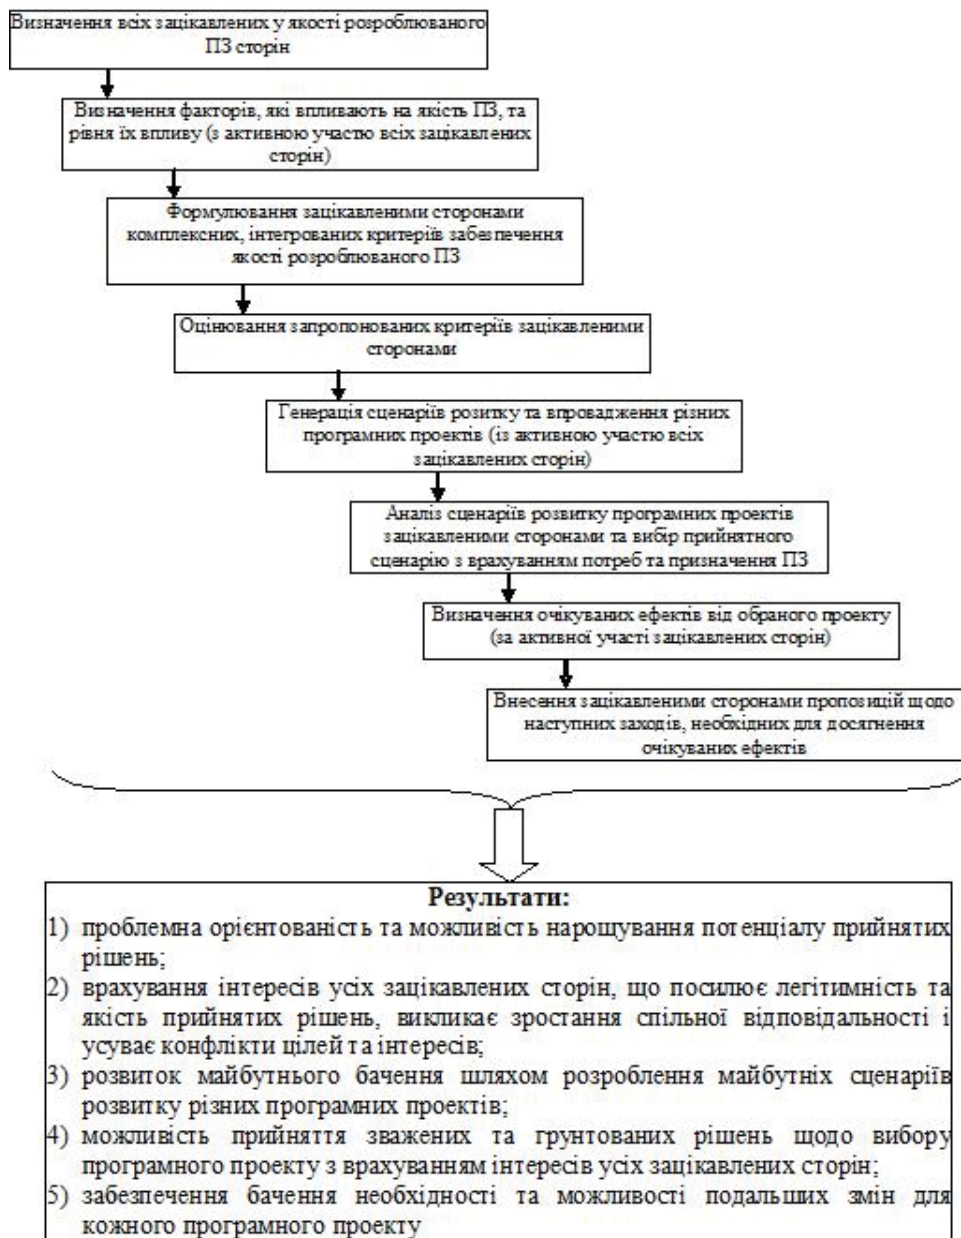 Визначення всіх зацікавлених у якості розроблюваного
ПЗ сторін
Визначення факторів, які впливають на якість ПЗ, та
рівня їх впливу (з активною участю всіх зацікавлених
сторін)
Формулювання зацікавленими сторонами
комплексних, інтегрованих критеріїв забезпечення
якості розроблюваного ПЗ
Оцінювання запропонованих критеріїв зацікавленими
сторонами
Генерація сценаріїв розитку та впровадження різних
програмних проектів (із активною участю всіх
зацікавлених сторін)
Аналіз сценаріїв розвитку програмних проектів
зацікавленими сторонами та вибір прийнятного
сценарію з врахуванням потреб та призначення ПЗ
Визначення очікуваних ефектів від обраного проекту
(за активної участі зацікавлених сторін)
Внесення зацікавленими сторонами пропозицій щодо
наступних заходів, необхідних для досягнення
очікуваних ефектів
Результати:
1) проблемна орієнтованість та можливість нарощування потенціалу прийнятих
рішень;
2) врахування інтересів усіх зацікавлених сторін, що посилює легітимність та
якість прийнятих рішень, викликає зростання спільної відповідальності і
усуває конфлікти цілей та інтересів;
3) розвиток майбутнього бачення шляхом розроблення майбутніх сценаріїв
розвитку різних програмних проектів;
4) можливість прийняття зважених та грунтованих рішень щодо вибору
програмного проекту з врахуванням інтересів усіх зацікавлених сторін;
5) забезпечення бачення необхідності та можливості подальших змін для
кожного програмного проекту